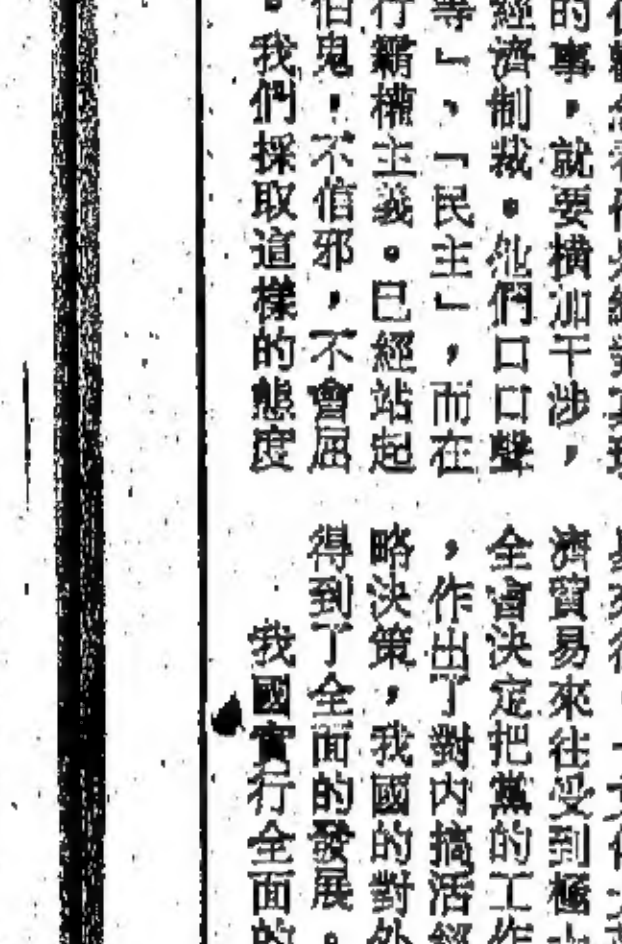 的事，就要橫加干涉，
經濟制裁。他們口口聲
等」，「民主」，而在
行霸權主義。已經站起
怕鬼，不信邪，不會屈
。我們採取這樣的態度
濟貿易來往受到極
全會決定把黨的工作
，作出了對內搞活經
略決策，我國的對外
得到了全面的發展。
我國實行全面的